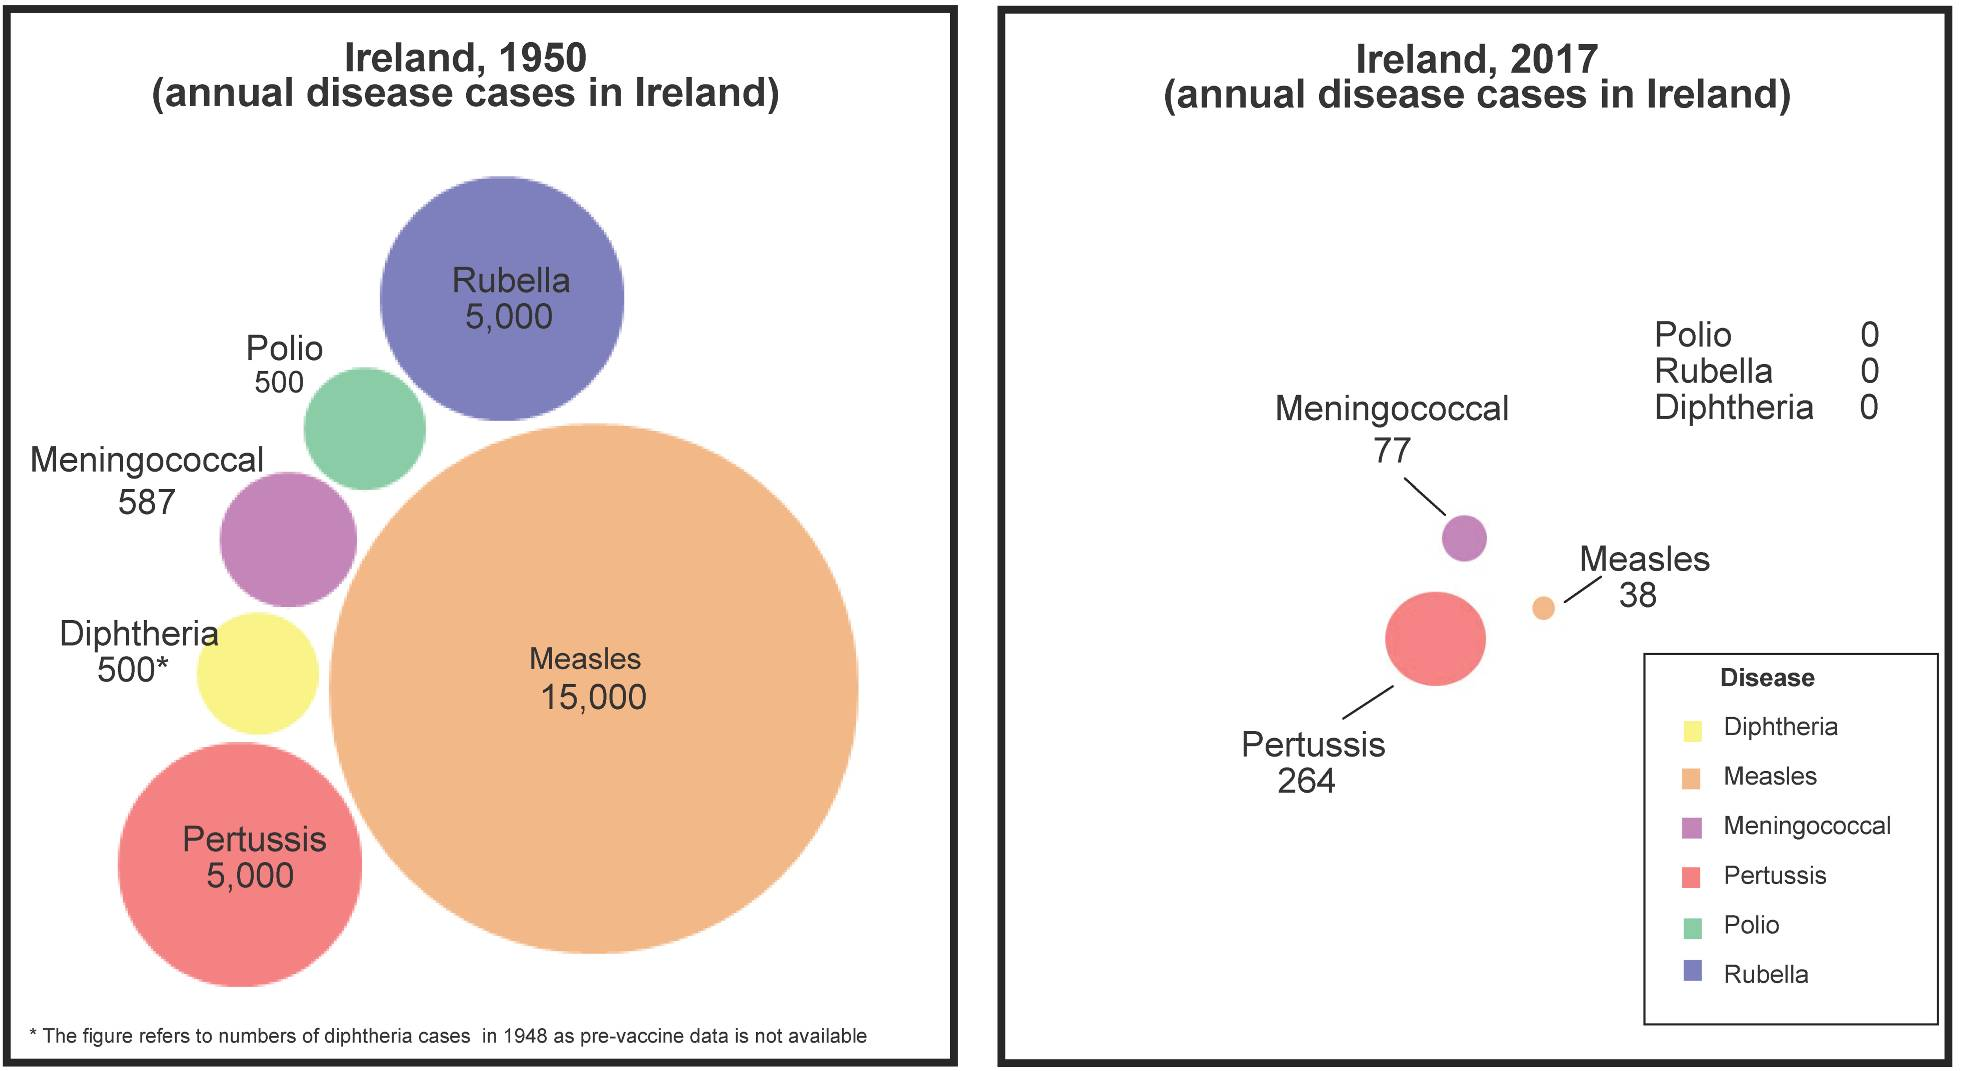 Ireland, 1950
(annual disease cases in Ireland)
Rubella
5,000
Polio
500
Meningococcal
587
Diphtheria
500*
Measles
15,000
Pertussis
5,000
* The figure refers to numbers of diphtheria cases in 1948 as pre-vaccine data is not available
Ireland, 2017
(annual disease cases in Ireland)
Polio 0
Rubella 0
Diphtheria 0
Meningococcal
77
Measles
38
Pertussis
264
Disease
Diphtheria
Measles
Meningococcal
Pertussis
Polio
Rubella